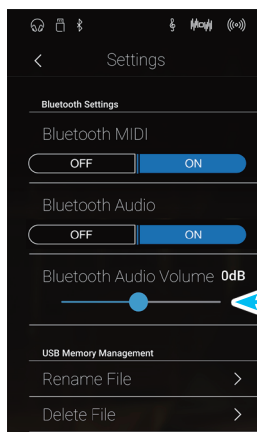 Settings
Bluetooth Settings
Bluetooth MIDI
OFF ON
Bluetooth Audio
OFF ON
Bluetooth Audio Volume 0dB
USB Memory Management
Rename File
Delete File